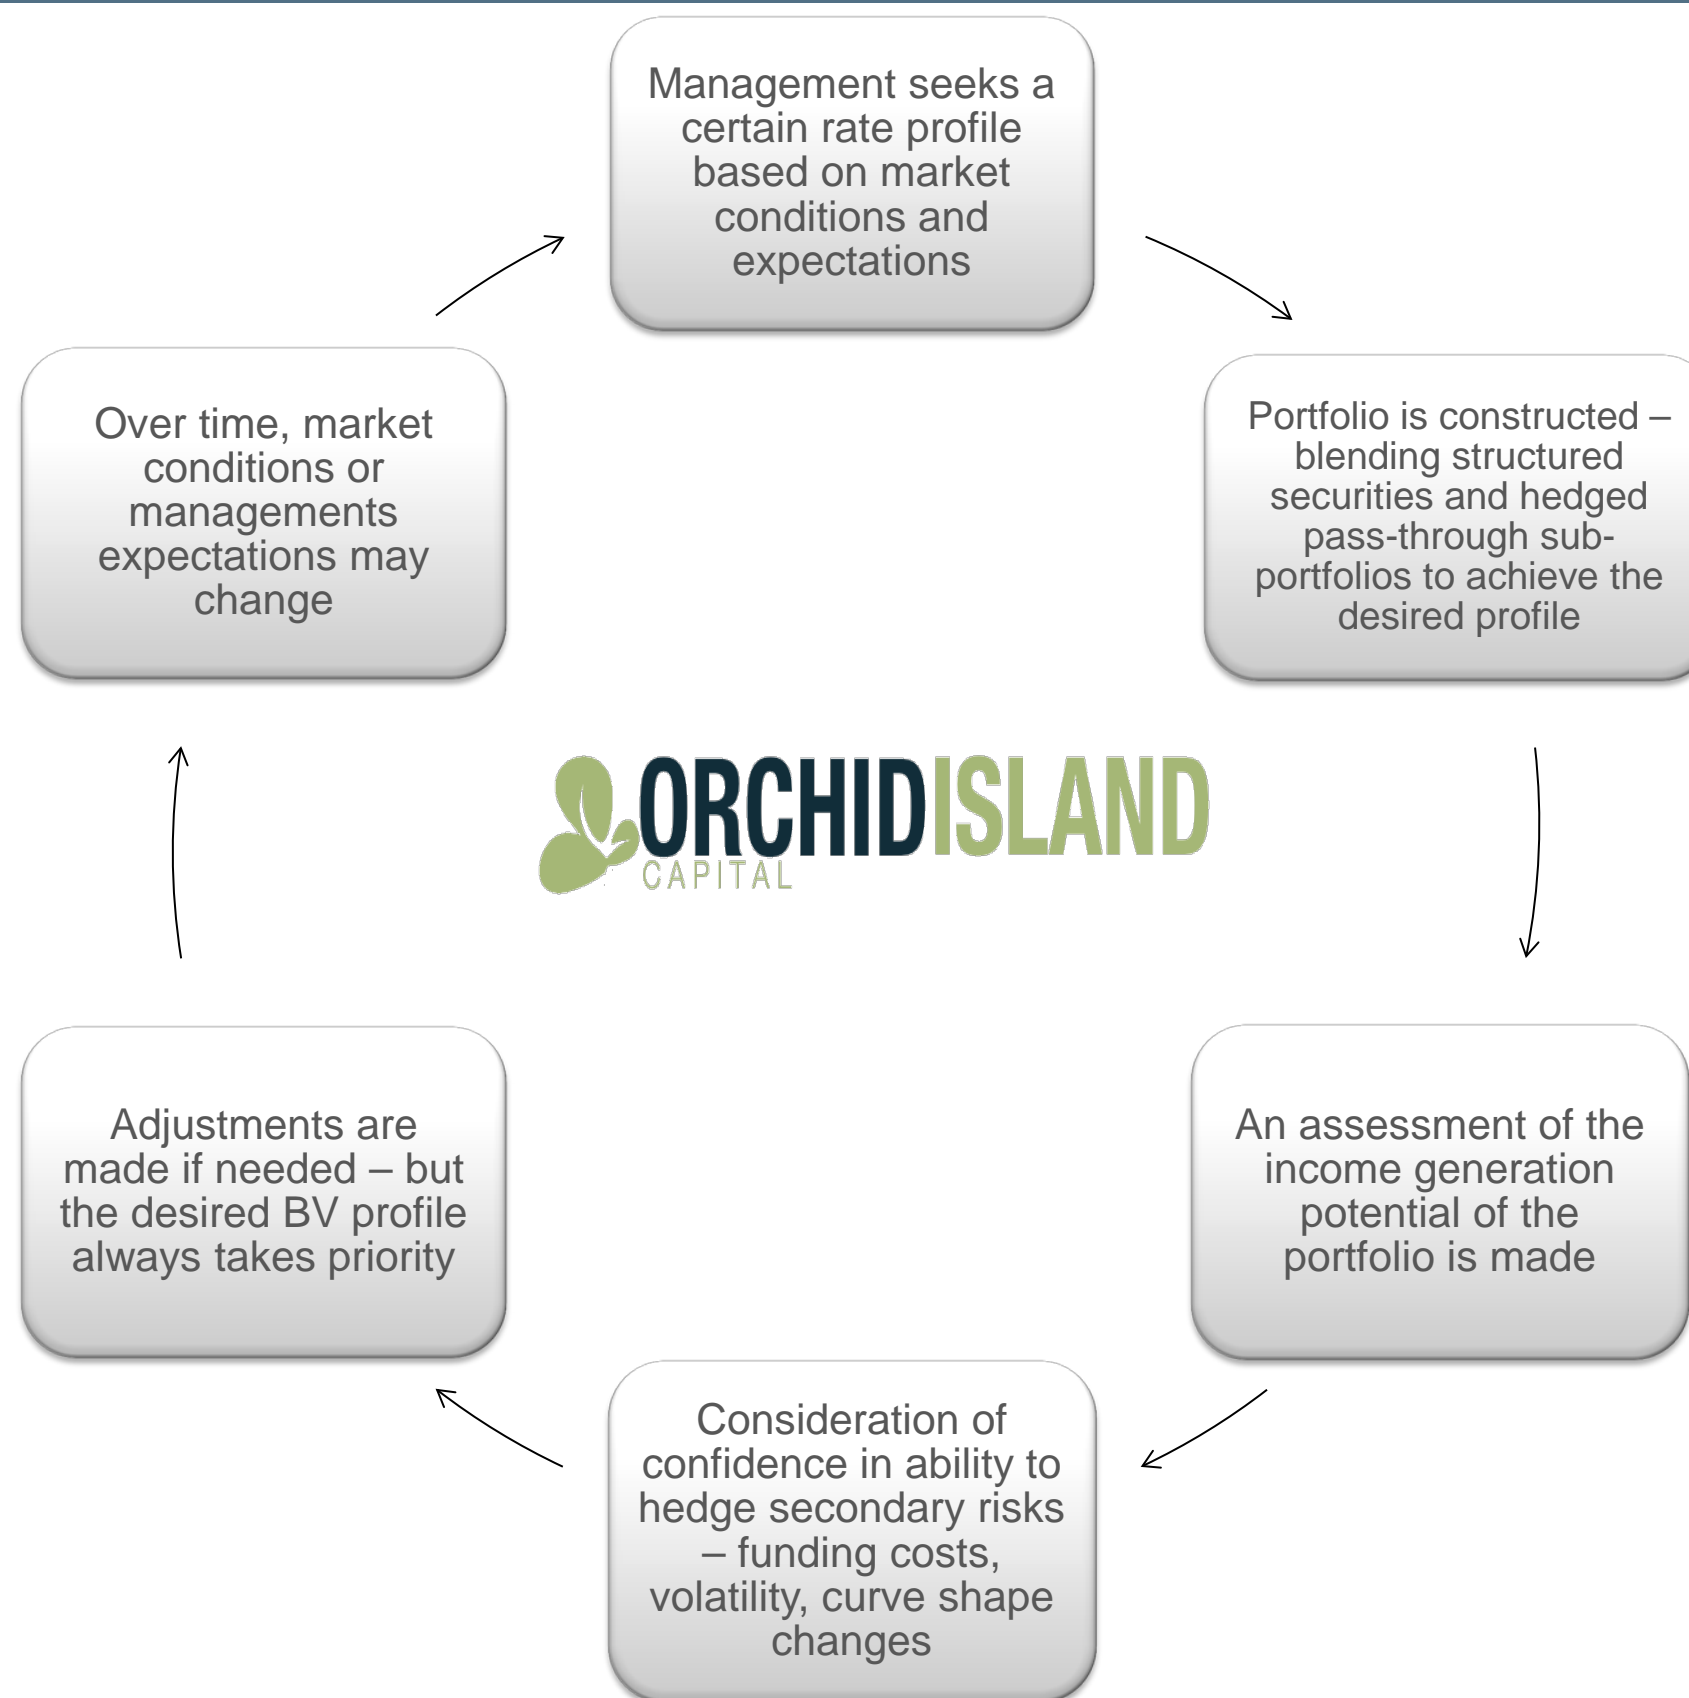 Management seeks a
certain rate profile
based on market
conditions and
expectations
Portfolio is constructed –
blending structured
securities and hedged
pass-through sub-
portfolios to achieve the
desired profile
An assessment of the
income generation
potential of the
portfolio is made
Consideration of
confidence in ability to
hedge secondary risks
– funding costs,
volatility, curve shape
changes
Adjustments are
made if needed – but
the desired BV profile
always takes priority
Over time, market
conditions or
managements
expectations may
change
ORCHIDISLAND
CAPITAL